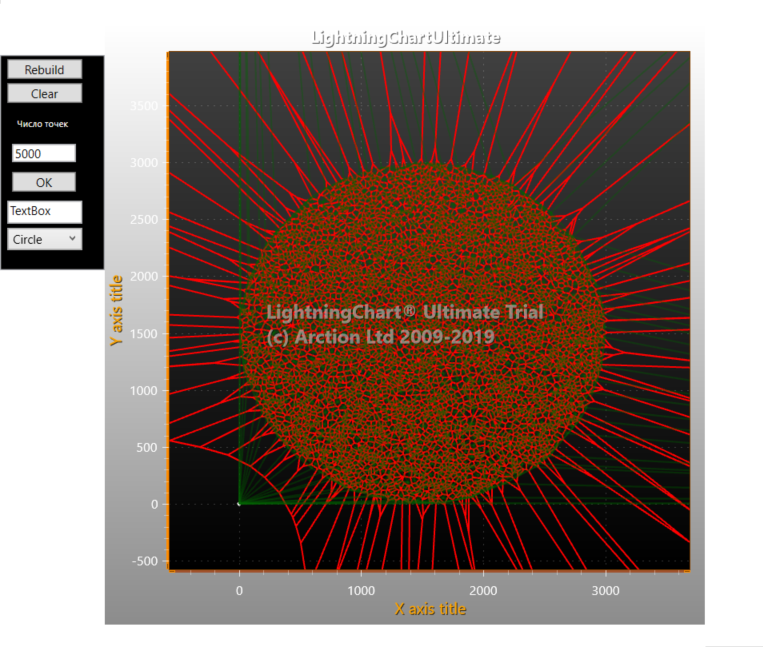 LightningChartUltimate
Rebuild
Clear
Число точек
5000
OK
TextBox
Circle
3500
3000
2500
2000
1500
1000
500
0
-500
Y axis title
LightningChart® Ultimate Trial
(c) Arction Ltd 2009-2019
0 1000 2000 3000
X axis title